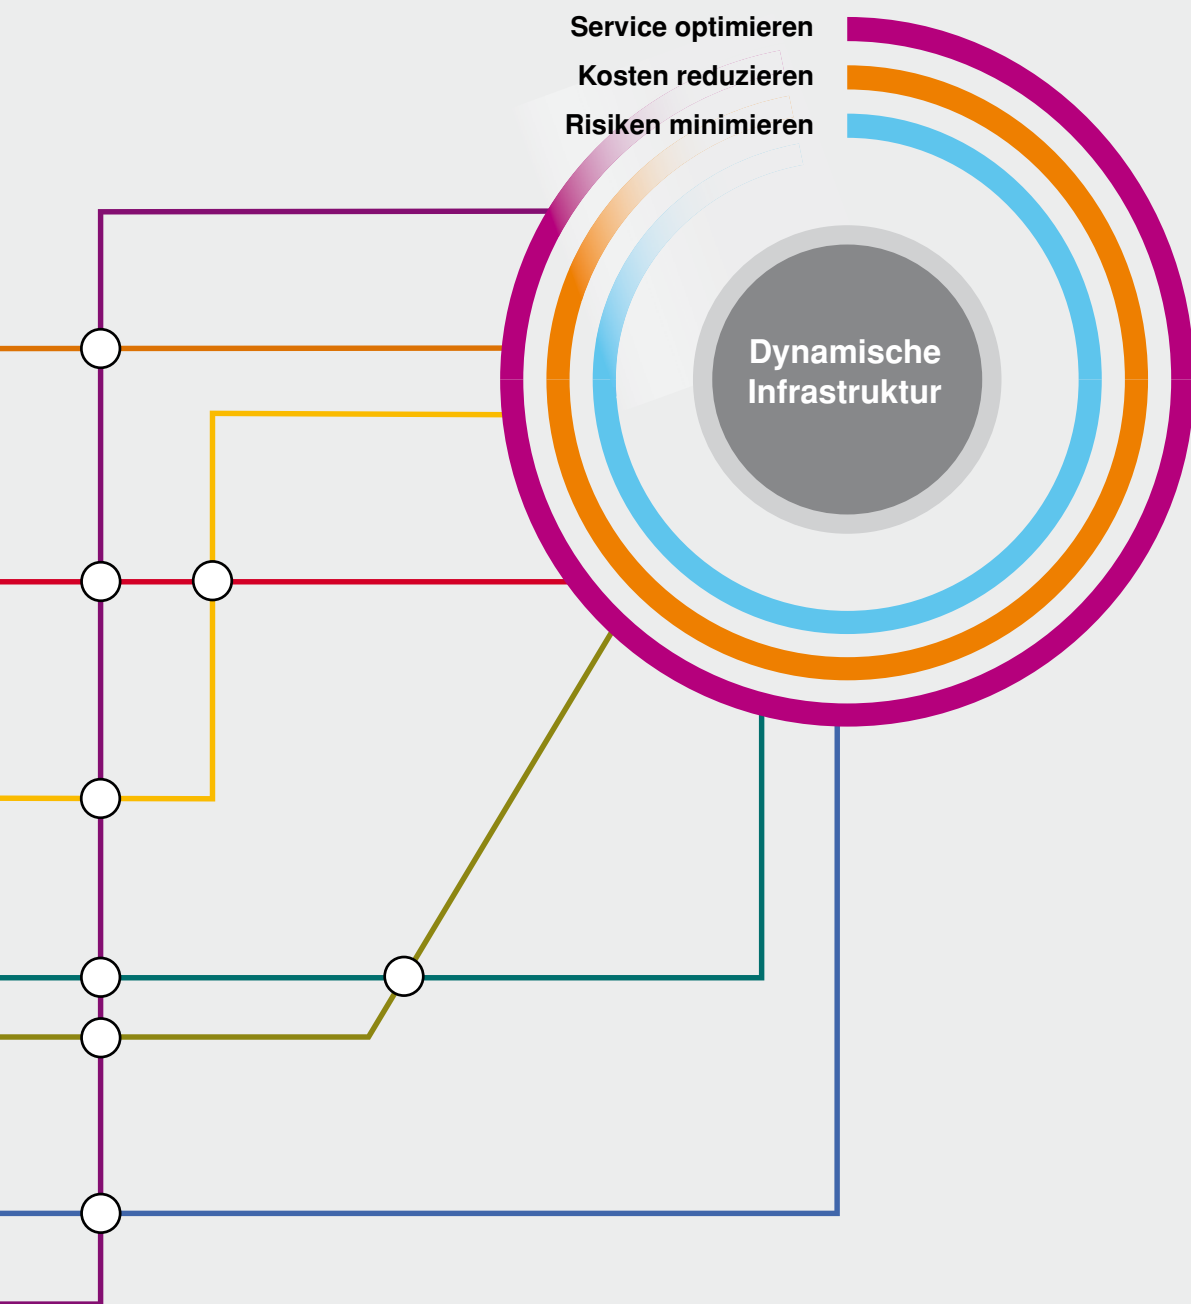 Service optimieren
Kosten reduzieren
Risiken minimieren
Dynamische
Infrastruktur